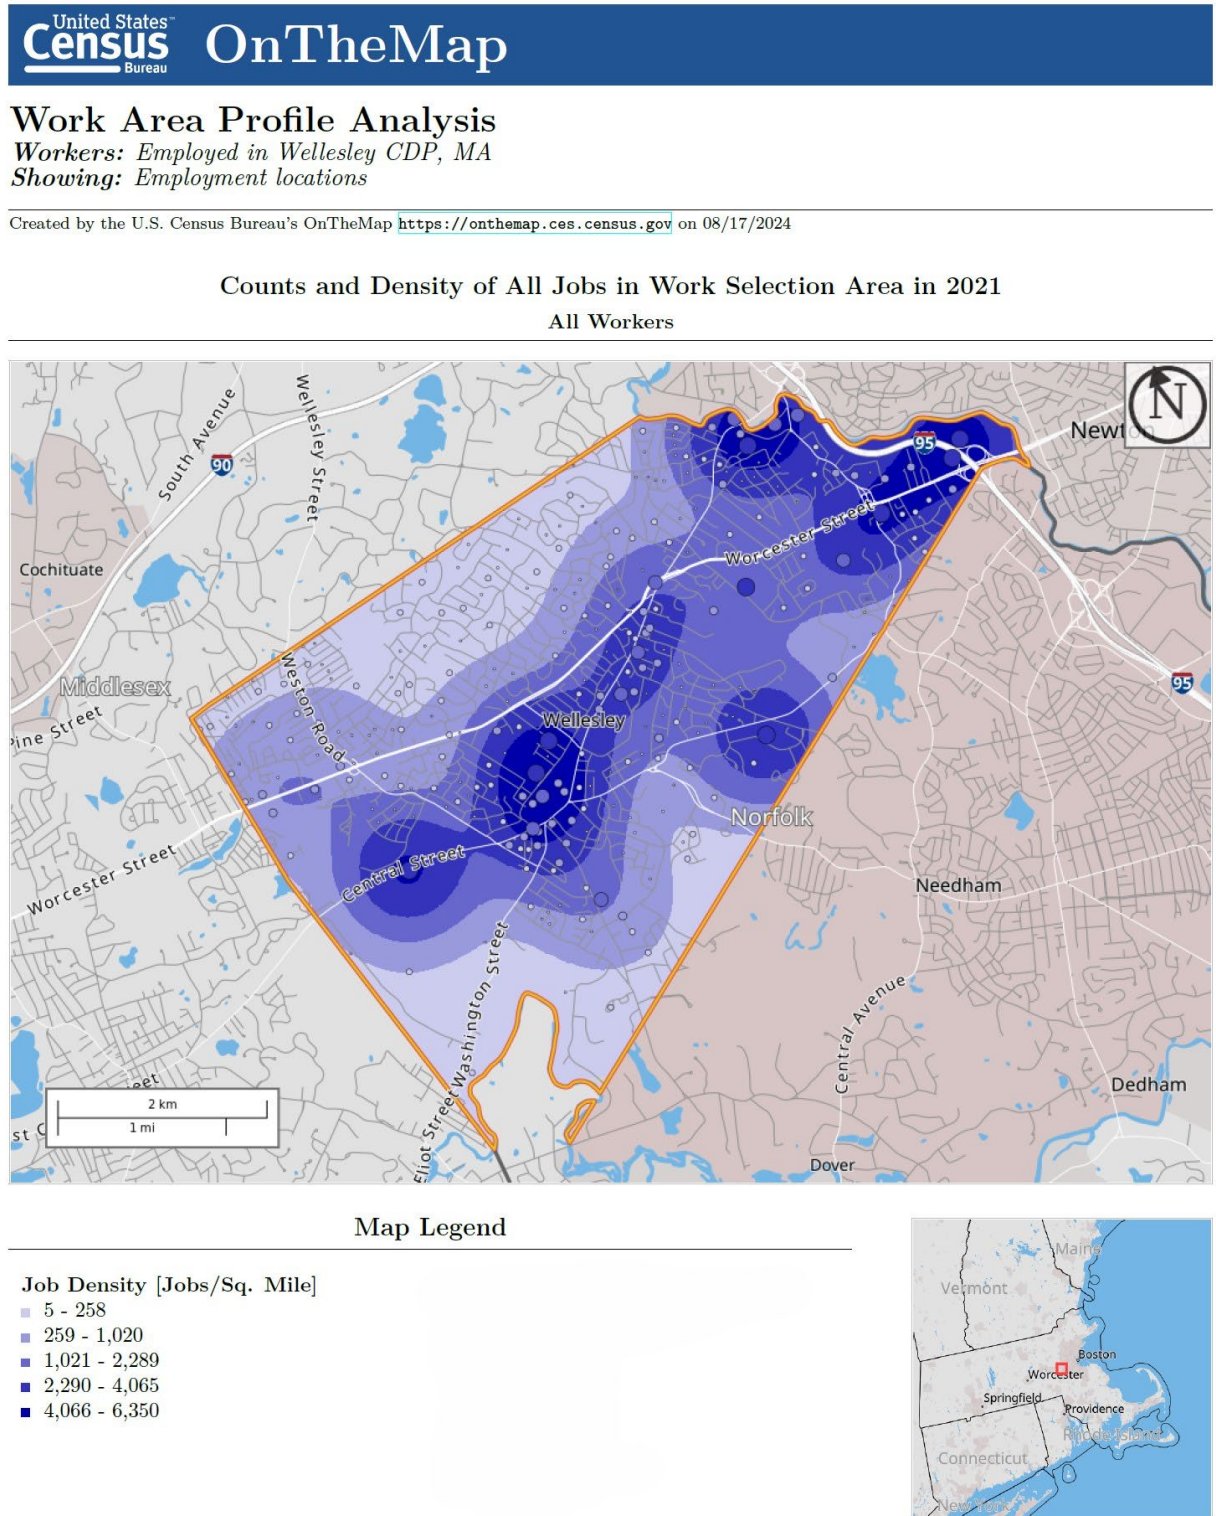 United States™
Census
Bureau
OnTheMap
Work Area Profile Analysis
Workers: Employed in Wellesley CDP, MA
Showing: Employment locations
Created by the U.S. Census Bureau's OnTheMap https://onthemap.ces.census.gov on 08/17/2024
Counts and Density of All Jobs in Work Selection Area in 2021
All Workers
South Avenue
Wellesley Street
90
N
Newton
95
Worcester Street
Cochituate
Middlesex
Pine Street
Weston Road
Wellesley
95
Norfolk
Worcester Street
Central Street
Needham
Washington Street
Central Avenue
Eliot Street
Dedham
Dover
2 km
1 mi
Map Legend
Job Density [Jobs/Sq. Mile]
5 - 258
259 - 1,020
1,021 - 2,289
2,290 - 4,065
4,066 - 6,350
Maine
Vermont
Boston
Worcester
Springfield
Providence
Rhode Island
Connecticut
New York